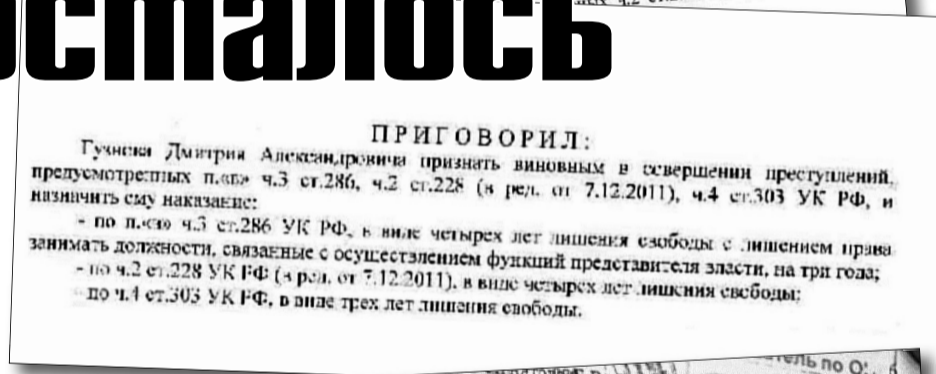 осталось
ПРИГОВОРИЛ:
Дмитрия Александровича признать виновным в совершении преступлений,
предусмотренных ч.3 ст.286, ч.2 ст.228 (в ред. от 7.12.2011), ч.4 ст.303 УК РФ, и
назначить ему наказание:
- по ч.3 ст.286 УК РФ, в виде четырех лет лишения свободы с лишением права
занимать должности, связанные с осуществлением функций представителя власти, на три года;
- по ч.2 ст.228 УК РФ (в ред. от 7.12.2011), в виде четырех лет лишения свободы;
- по ч.4 ст.303 УК РФ, в виде трех лет лишения свободы.